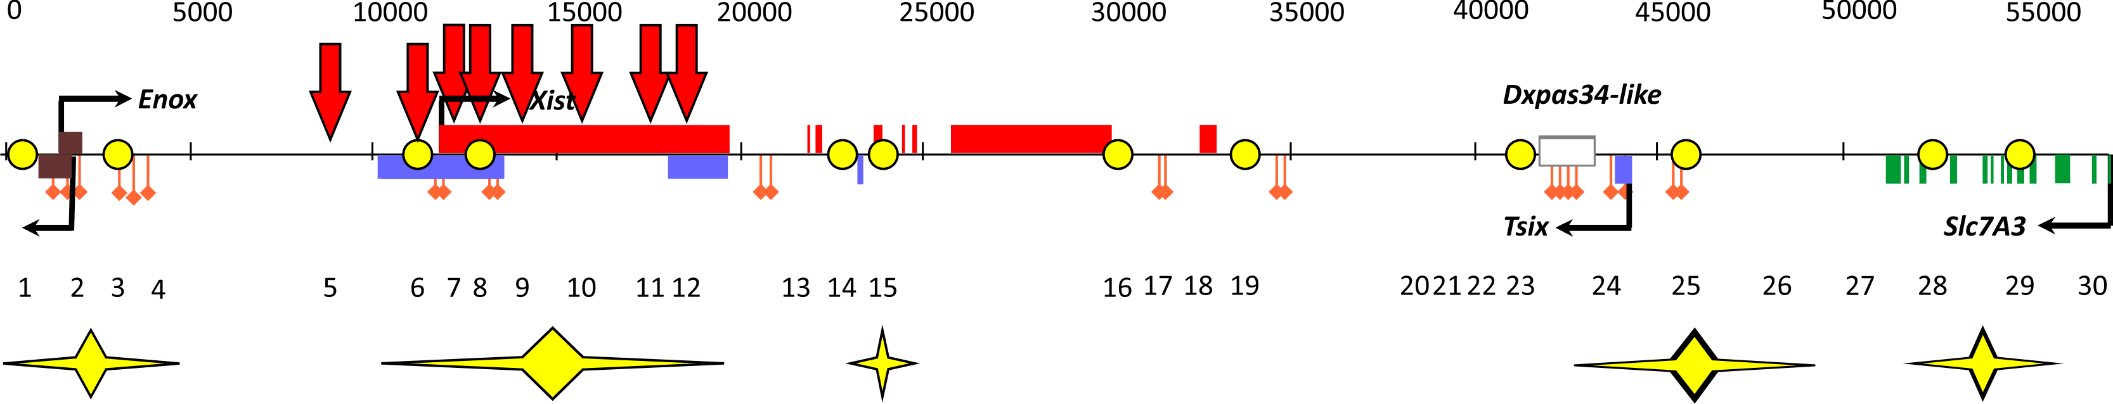 0 5000 10000 15000 20000 25000 30000 35000 40000 45000 50000 55000
Enox Xist Dxpas34-like
Tsix Slc7A3
1 2 3 4 5 6 7 8 9 10 11 12 13 14 15 16 17 18 19 20 21 22 23 24 25 26 27 28 29 30